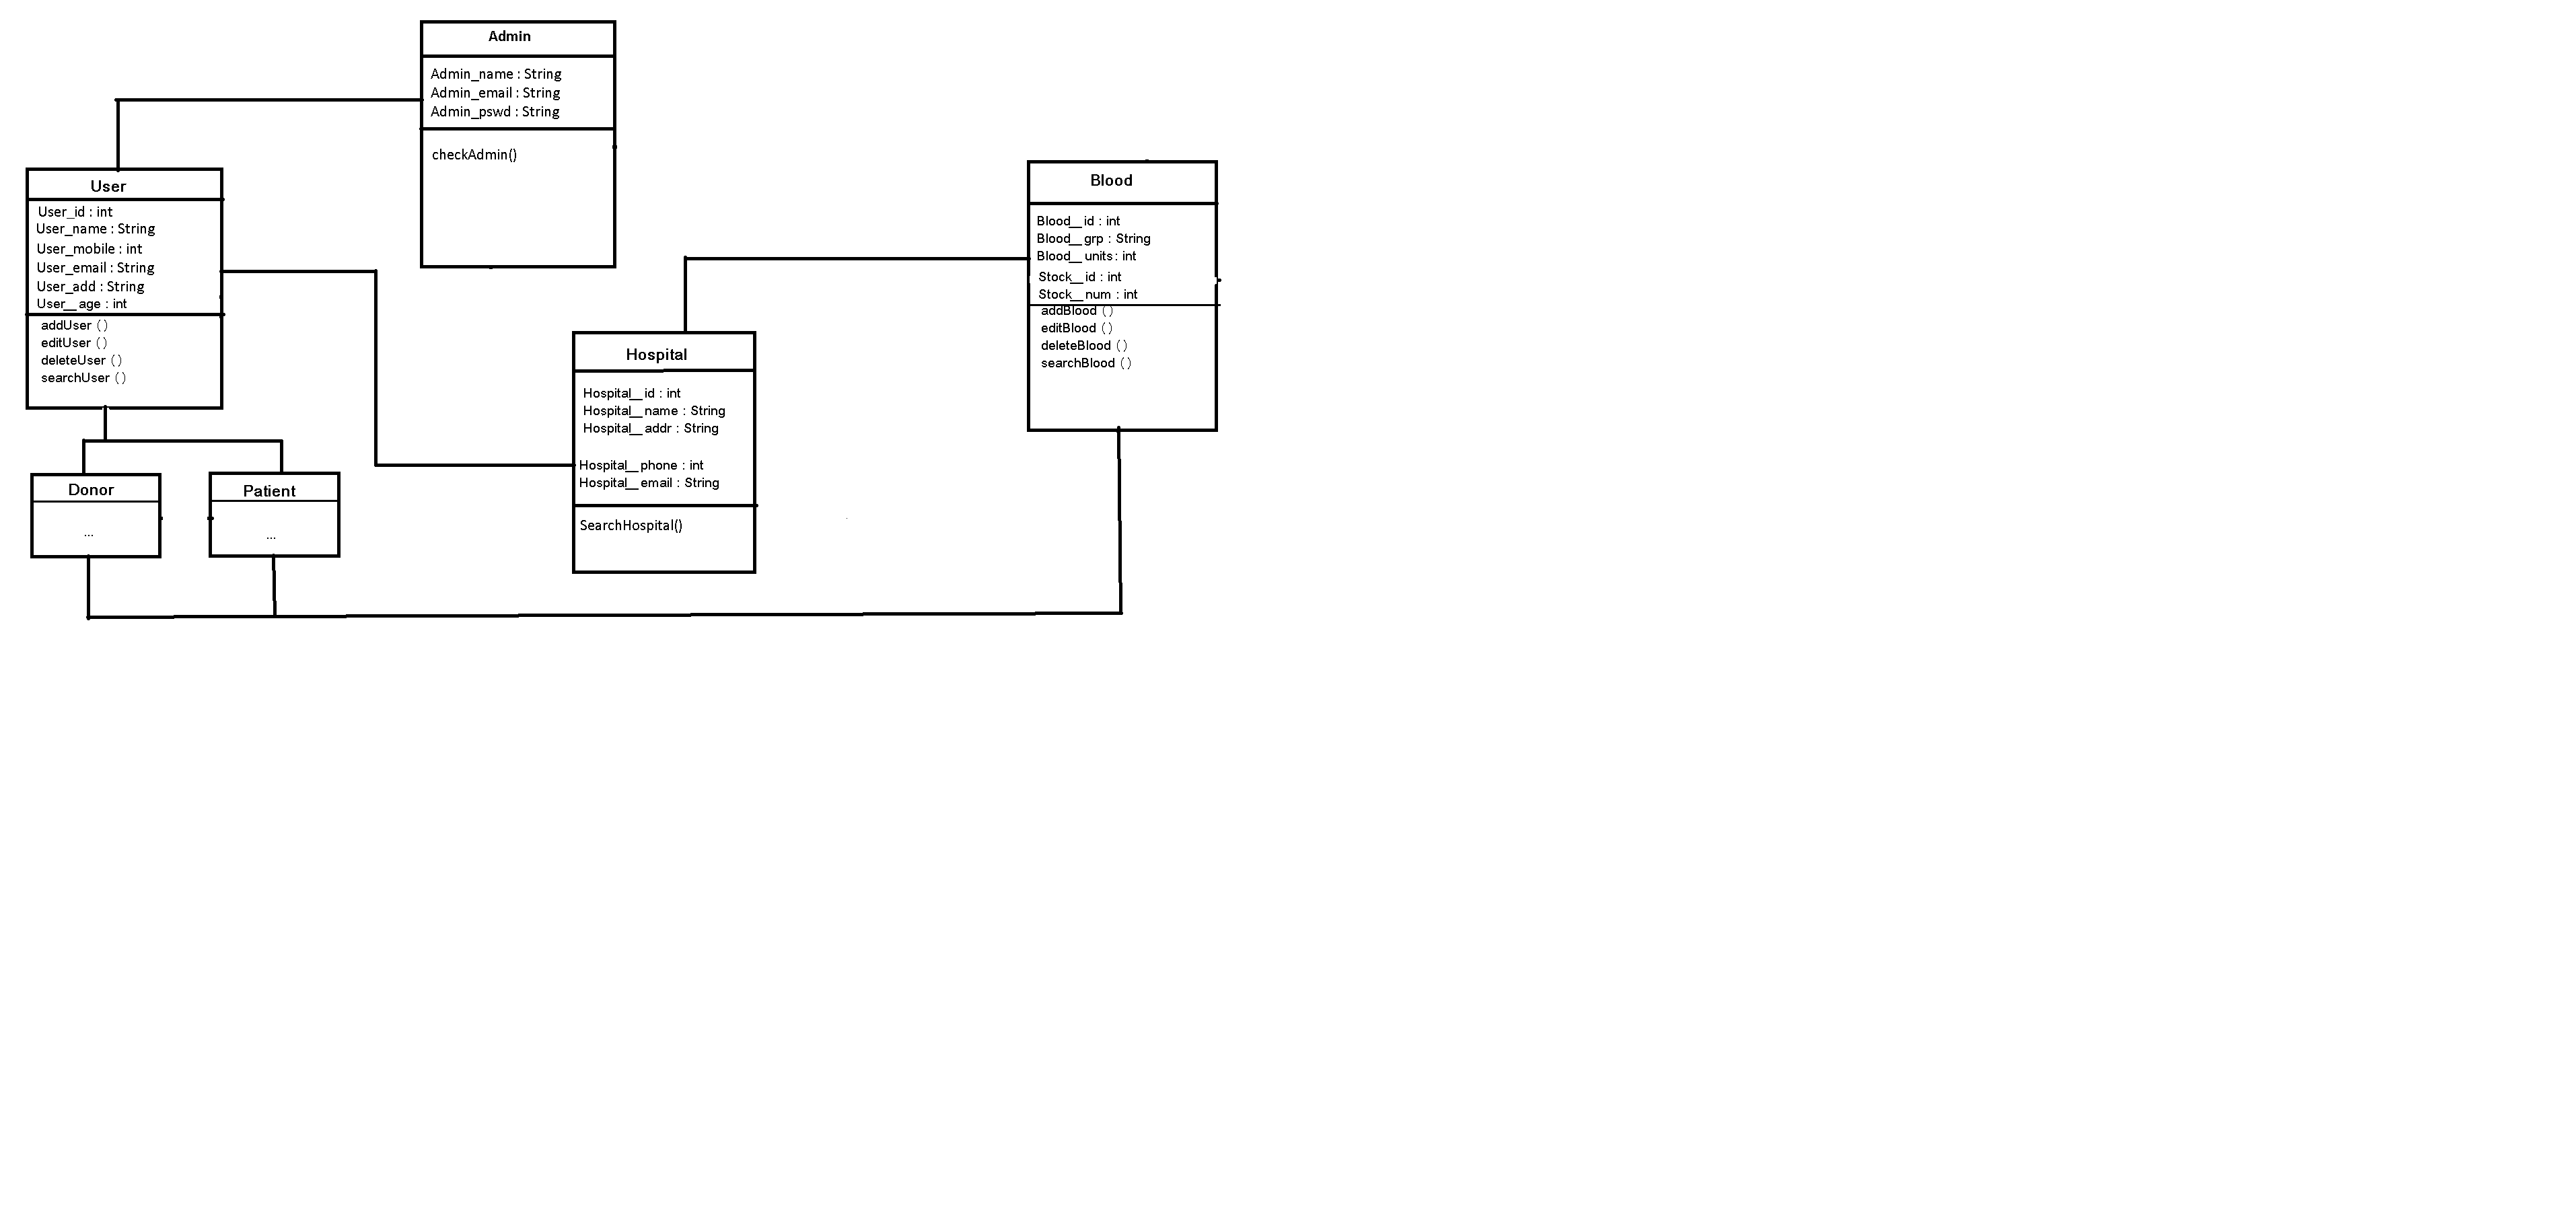 Admin
Admin_name : String
Admin_email : String
Admin_pswd : String
checkAdmin()
User
User_id : int
User_name : String
User_mobile : int
User_email : String
User_add : String
User__age : int
addUser ()
editUser ()
deleteUser ()
searchUser ()
Donor
...
Patient
...
Hospital
Hospital__id : int
Hospital__name : String
Hospital__addr : String
Hospital__phone : int
Hospital__email : String
SearchHospital()
Blood
Blood__id : int
Blood__grp : String
Blood__units: int
Stock__id : int
Stock__num : int
addBlood ()
editBlood ()
deleteBlood ()
searchBlood ()